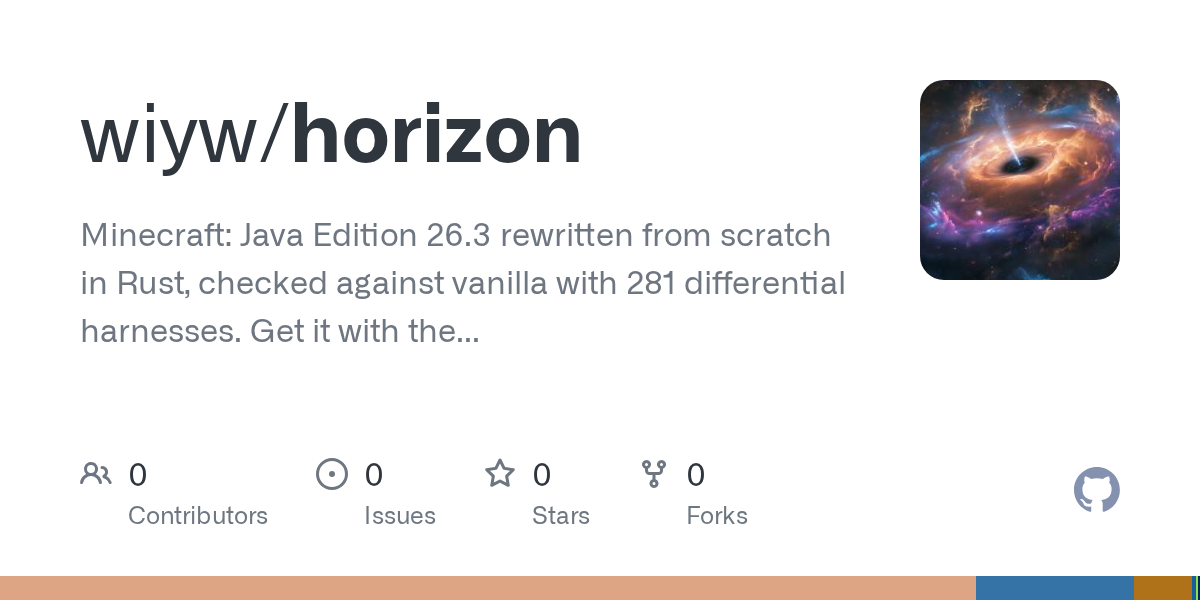 wiyw/horizon
Minecraft: Java Edition 26.3 rewritten from scratch
in Rust, checked against vanilla with 281 differential
harnesses. Get it with the...
0
Contributors
0
Issues
0
Stars
0
Forks